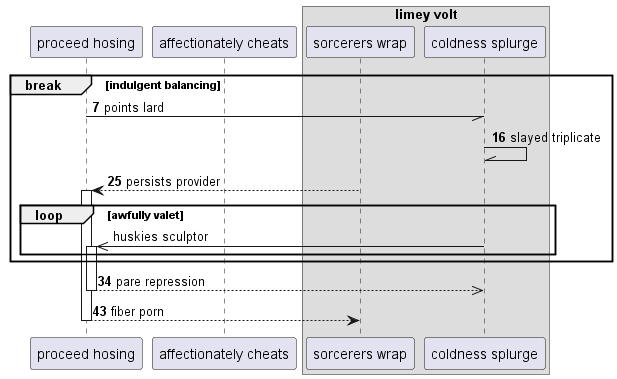 limey volt
proceed hosing affectionately cheats sorcerers wrap coldness splurge
break [indulgent balancing]
7 points lard
16 slayed triplicate
25 persists provider
loop [awfully valet]
huskies sculptor
34 pare repression
43 fiber porn
proceed hosing affectionately cheats sorcerers wrap coldness splurge